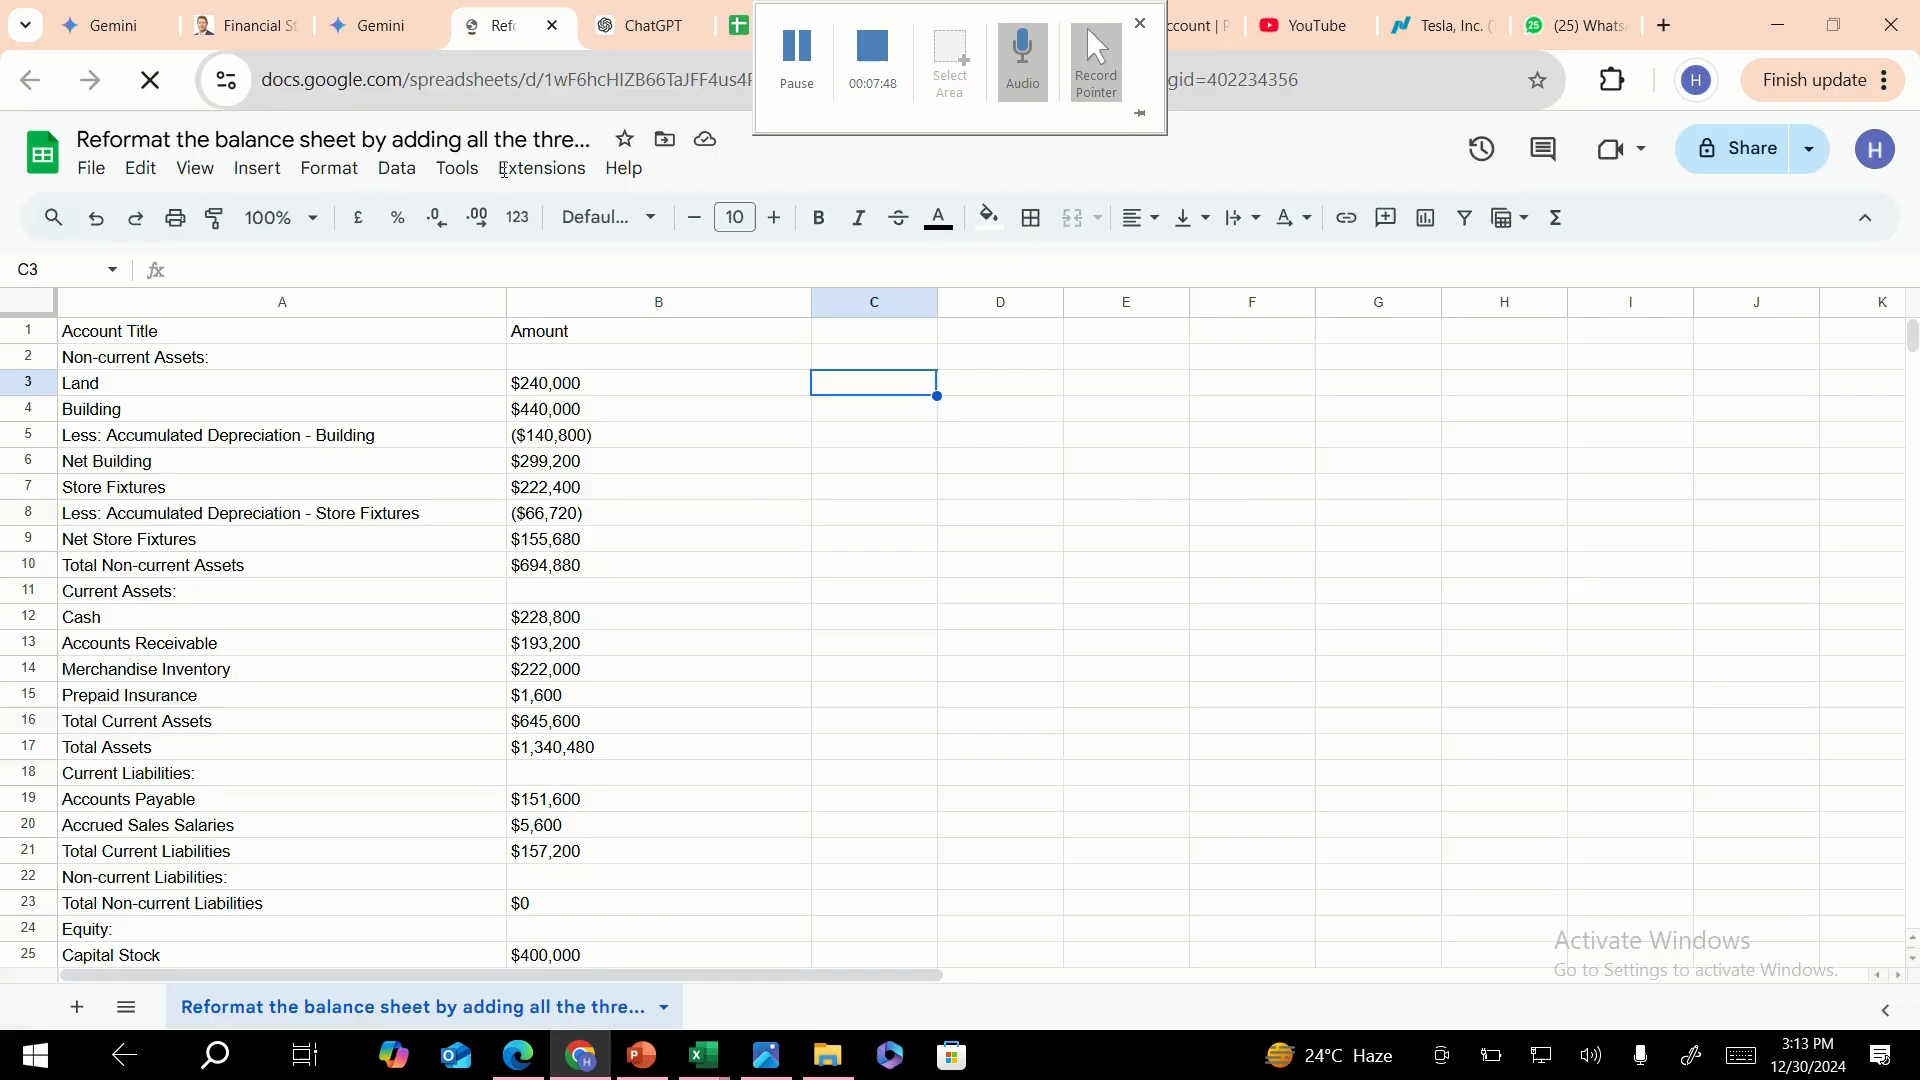 Gemini
Financial St
Gemini
Refo
ChatGPT
ccount | P
YouTube
Tesla, Inc. (
(25) Whats
docs.google.com/spreadsheets/d/1wF6hcHIZB66TaJFF4us4F
gid=402234356
H
Finish update
Pause
00:07:48
Select
Area
Audio
Record
Pointer
Reformat the balance sheet by adding all the thre...
File Edit View Insert Format Data Tools Extensions Help
Share
H
100% £ % .0 .00 123 Defaul... 10 B I A
C3 fx
A B C D E F G H I J K
1 Account Title Amount
2 Non-current Assets:
3 Land $240,000
4 Building $440,000
5 Less: Accumulated Depreciation - Building ($140,800)
6 Net Building $299,200
7 Store Fixtures $222,400
8 Less: Accumulated Depreciation - Store Fixtures ($66,720)
9 Net Store Fixtures $155,680
10 Total Non-current Assets $694,880
11 Current Assets:
12 Cash $228,800
13 Accounts Receivable $193,200
14 Merchandise Inventory $222,000
15 Prepaid Insurance $1,600
16 Total Current Assets $645,600
17 Total Assets $1,340,480
18 Current Liabilities:
19 Accounts Payable $151,600
20 Accrued Sales Salaries $5,600
21 Total Current Liabilities $157,200
22 Non-current Liabilities:
23 Total Non-current Liabilities $0
24 Equity:
25 Capital Stock $400,000
Activate Windows
Go to Settings to activate Windows.
Reformat the balance sheet by adding all the thre...
24°C Haze
3:13 PM
12/30/2024